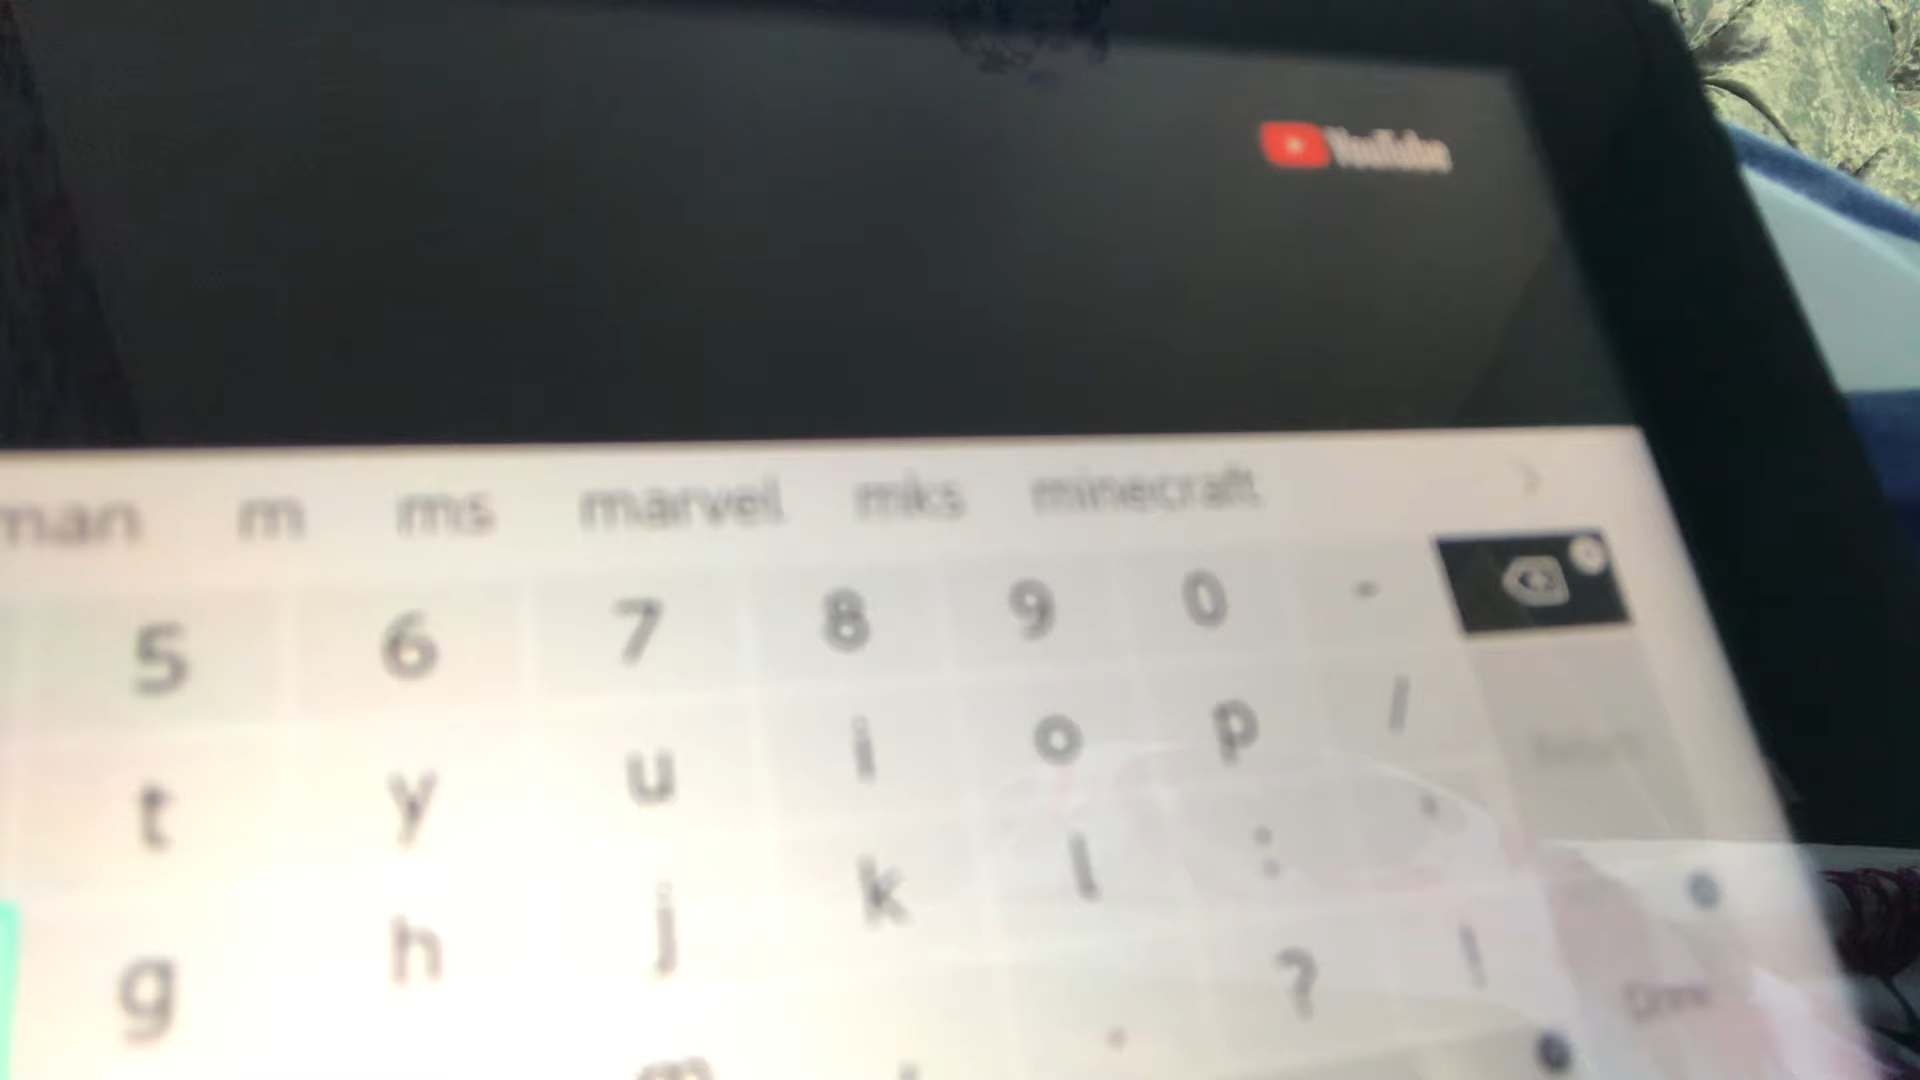 YouTube
man m ms marvel mks minecraft
5 6 7 8 9 0 -
t y u i o p /
g h j k l : '
m , . ? !